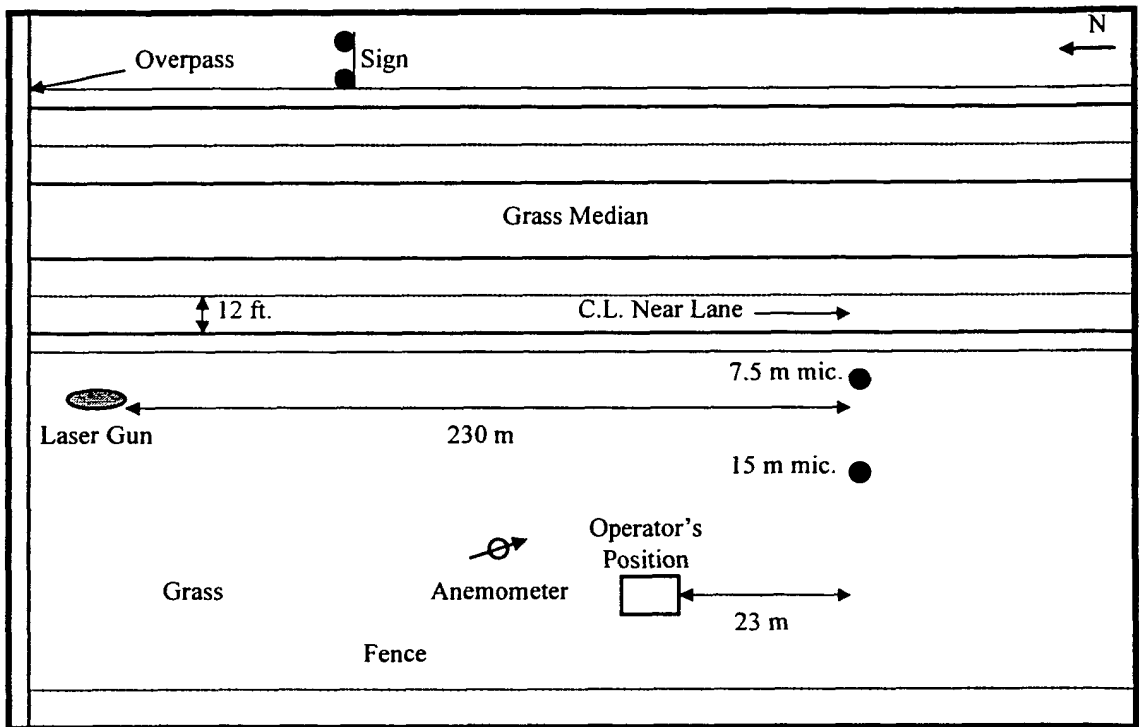 N
Overpass
Sign
Grass Median
12 ft.
C.L. Near Lane
7.5 m mic.
Laser Gun
230 m
15 m mic.
Operator's
Position
Grass
Anemometer
23 m
Fence